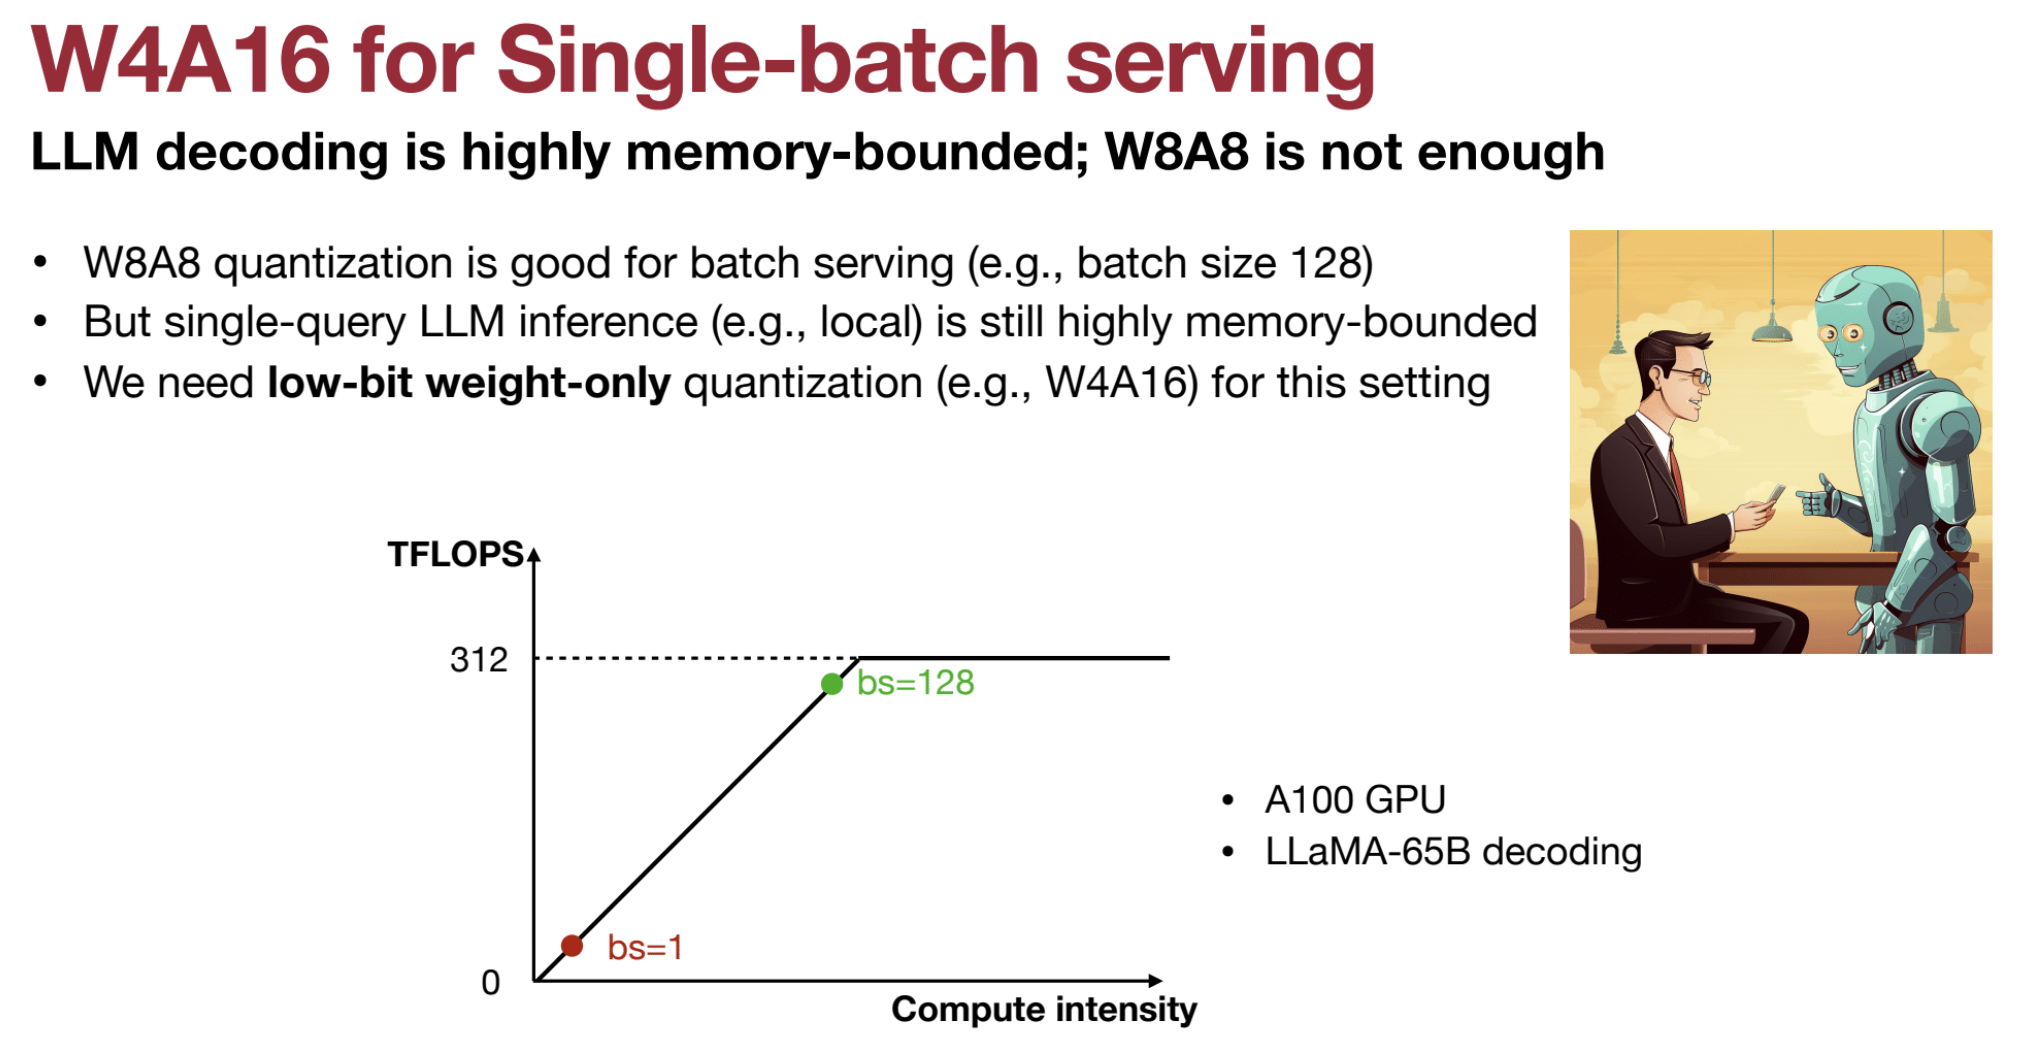 W4A16 for Single-batch serving
LLM decoding is highly memory-bounded; W8A8 is not enough
• W8A8 quantization is good for batch serving (e.g., batch size 128)
• But single-query LLM inference (e.g., local) is still highly memory-bounded
• We need low-bit weight-only quantization (e.g., W4A16) for this setting
TFLOPS
312
bs=128
• A100 GPU
• LLaMA-65B decoding
bs=1
0
Compute intensity